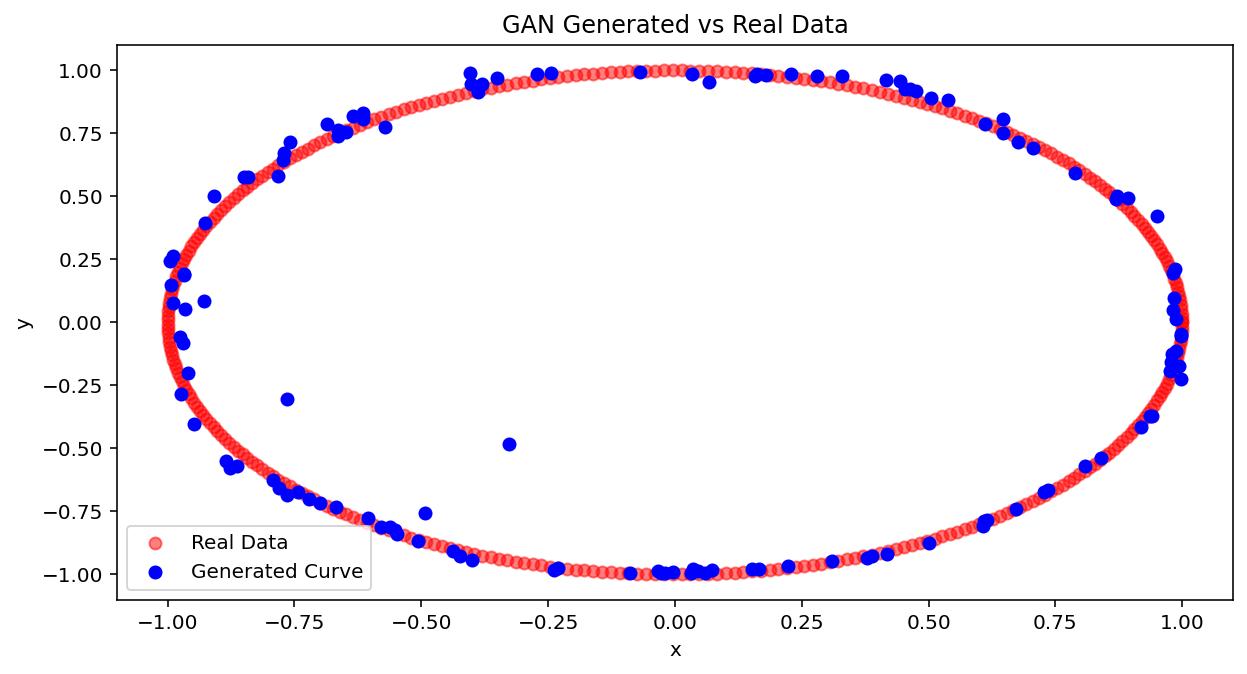 GAN Generated vs Real Data
1.00
0.75
0.50
0.25
0.00
−0.25
−0.50
−0.75
−1.00
y
Real Data
Generated Curve
−1.00 −0.75 −0.50 −0.25 0.00 0.25 0.50 0.75 1.00
x